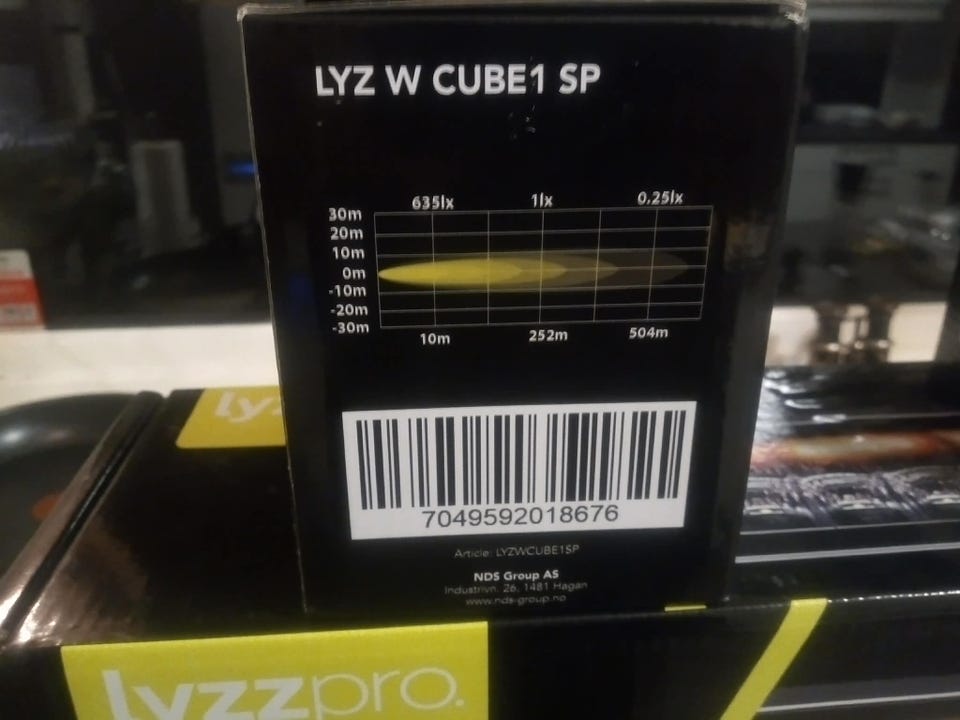 LYZ W CUBE1 SP
635lx 1lx 0,25lx
30m
20m
10m
0m
-10m
-20m
-30m
10m 252m 504m
ly
7049592018676
Article: LYZWCUBE1SP
NDS Group AS
Industrivn. 26, 1481 Hagan
www.nds-group.no
lyzzpro.